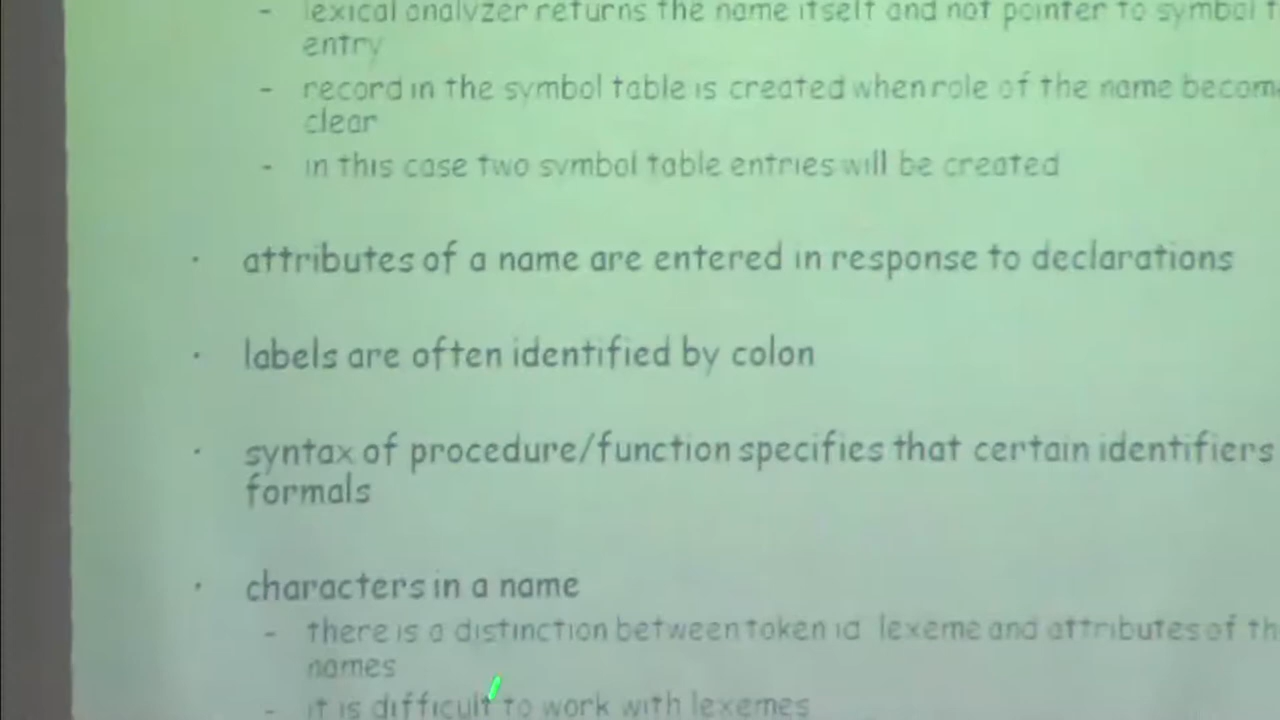 - lexical analyzer returns the name itself and not pointer to symbol
entry
- record in the symbol table is created when role of the name
clear
- in this case two symbol table entries will be created
· attributes of a name are entered in response to declarations
· labels are often identified by colon
· syntax of procedure/function specifies that certain identifiers
formals
· characters in a name
- there is a distinction between token id lexeme and attributes of
names
- it is difficult to work with lexemes